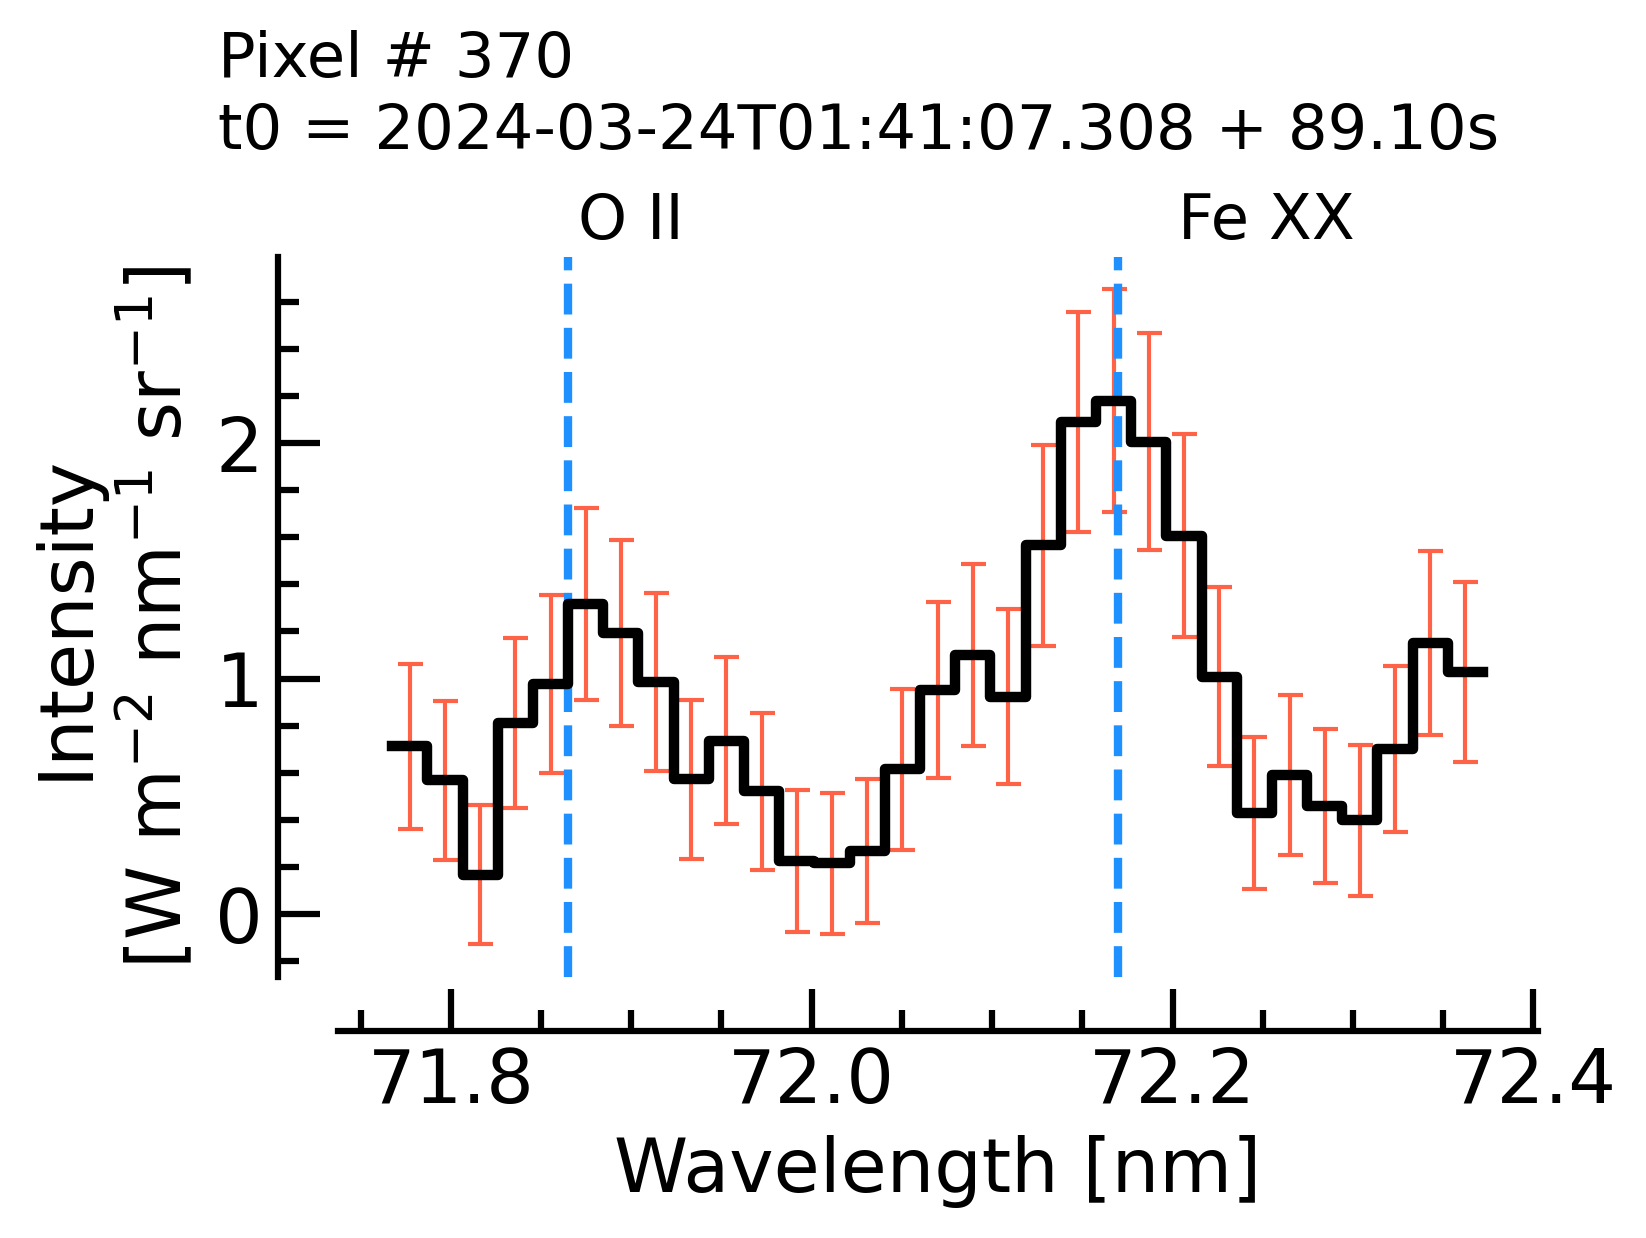 Pixel # 370
t0 = 2024-03-24T01:41:07.308 + 89.10s
O II Fe XX
Intensity
[W m⁻² nm⁻¹ sr⁻¹]
2
1
0
71.8 72.0 72.2 72.4
Wavelength [nm]